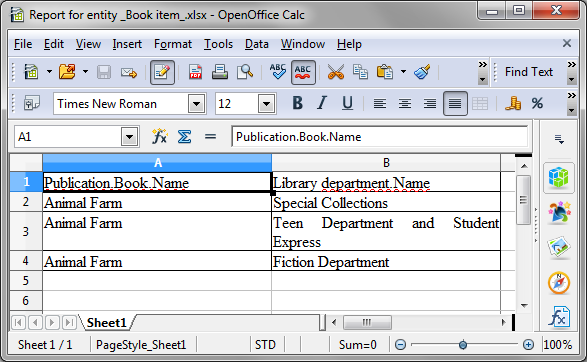 Report for entity _Book item_.xlsx - OpenOffice Calc
File Edit View Insert Format Tools Data Window Help
ABC ABC Find Text
Times New Roman 12 B I U %
A1 Publication.Book.Name
A B
1 Publication.Book.Name Library department.Name
2 Animal Farm Special Collections
3 Animal Farm Teen Department and Student
Express
4 Animal Farm Fiction Department
5
6
Sheet1
Sheet 1 / 1 PageStyle_Sheet1 STD Sum=0 100%